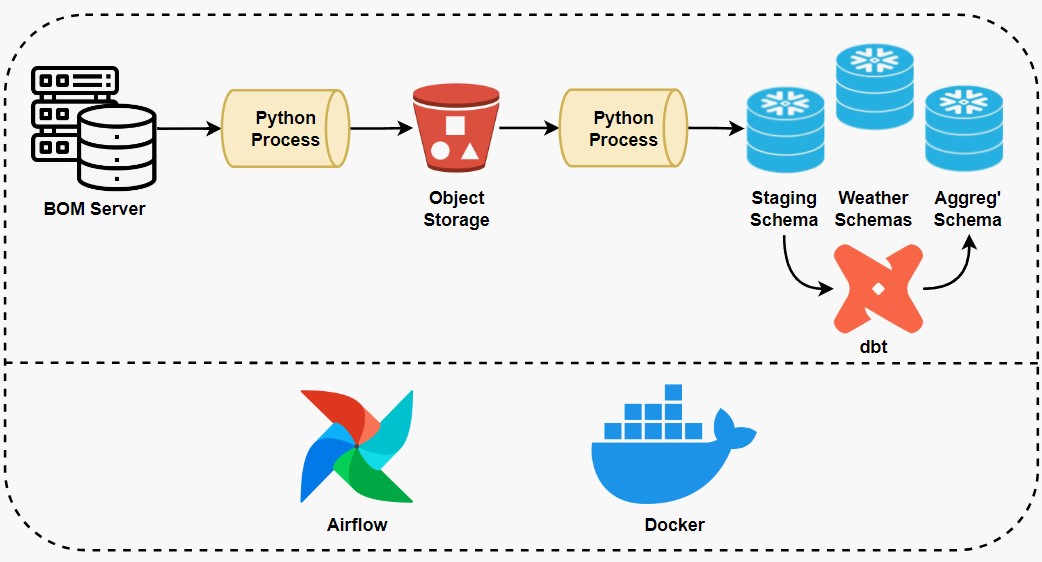 Python
Process
Python
Process
BOM Server
Object
Storage
Staging
Schema
Weather
Schemas
Aggreg'
Schema
dbt
Airflow
Docker